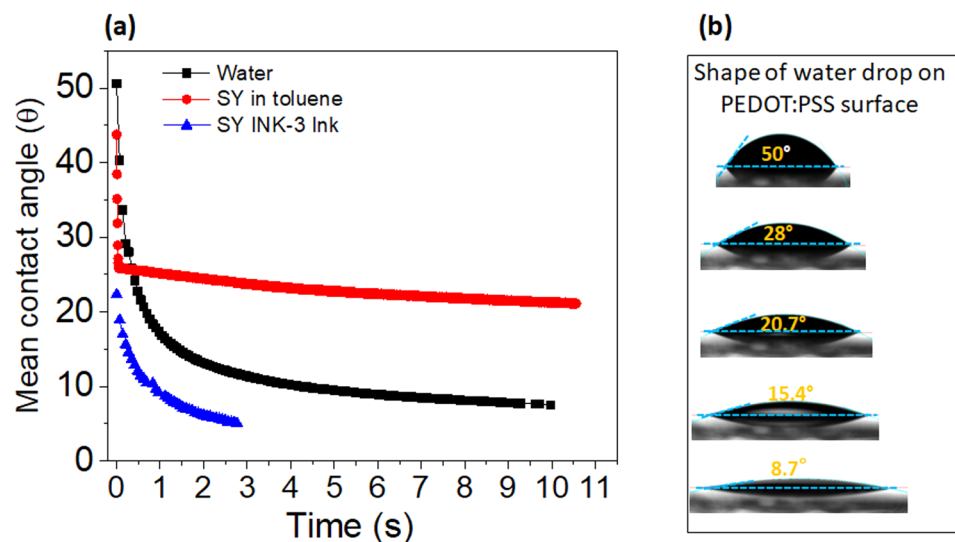 (a)
(b)
Water
SY in toluene
SY INK-3 Ink
Mean contact angle (θ)
50
40
30
20
10
0
0 1 2 3 4 5 6 7 8 9 10 11
Time (s)
Shape of water drop on
PEDOT:PSS surface
50°
28°
20.7°
15.4°
8.7°